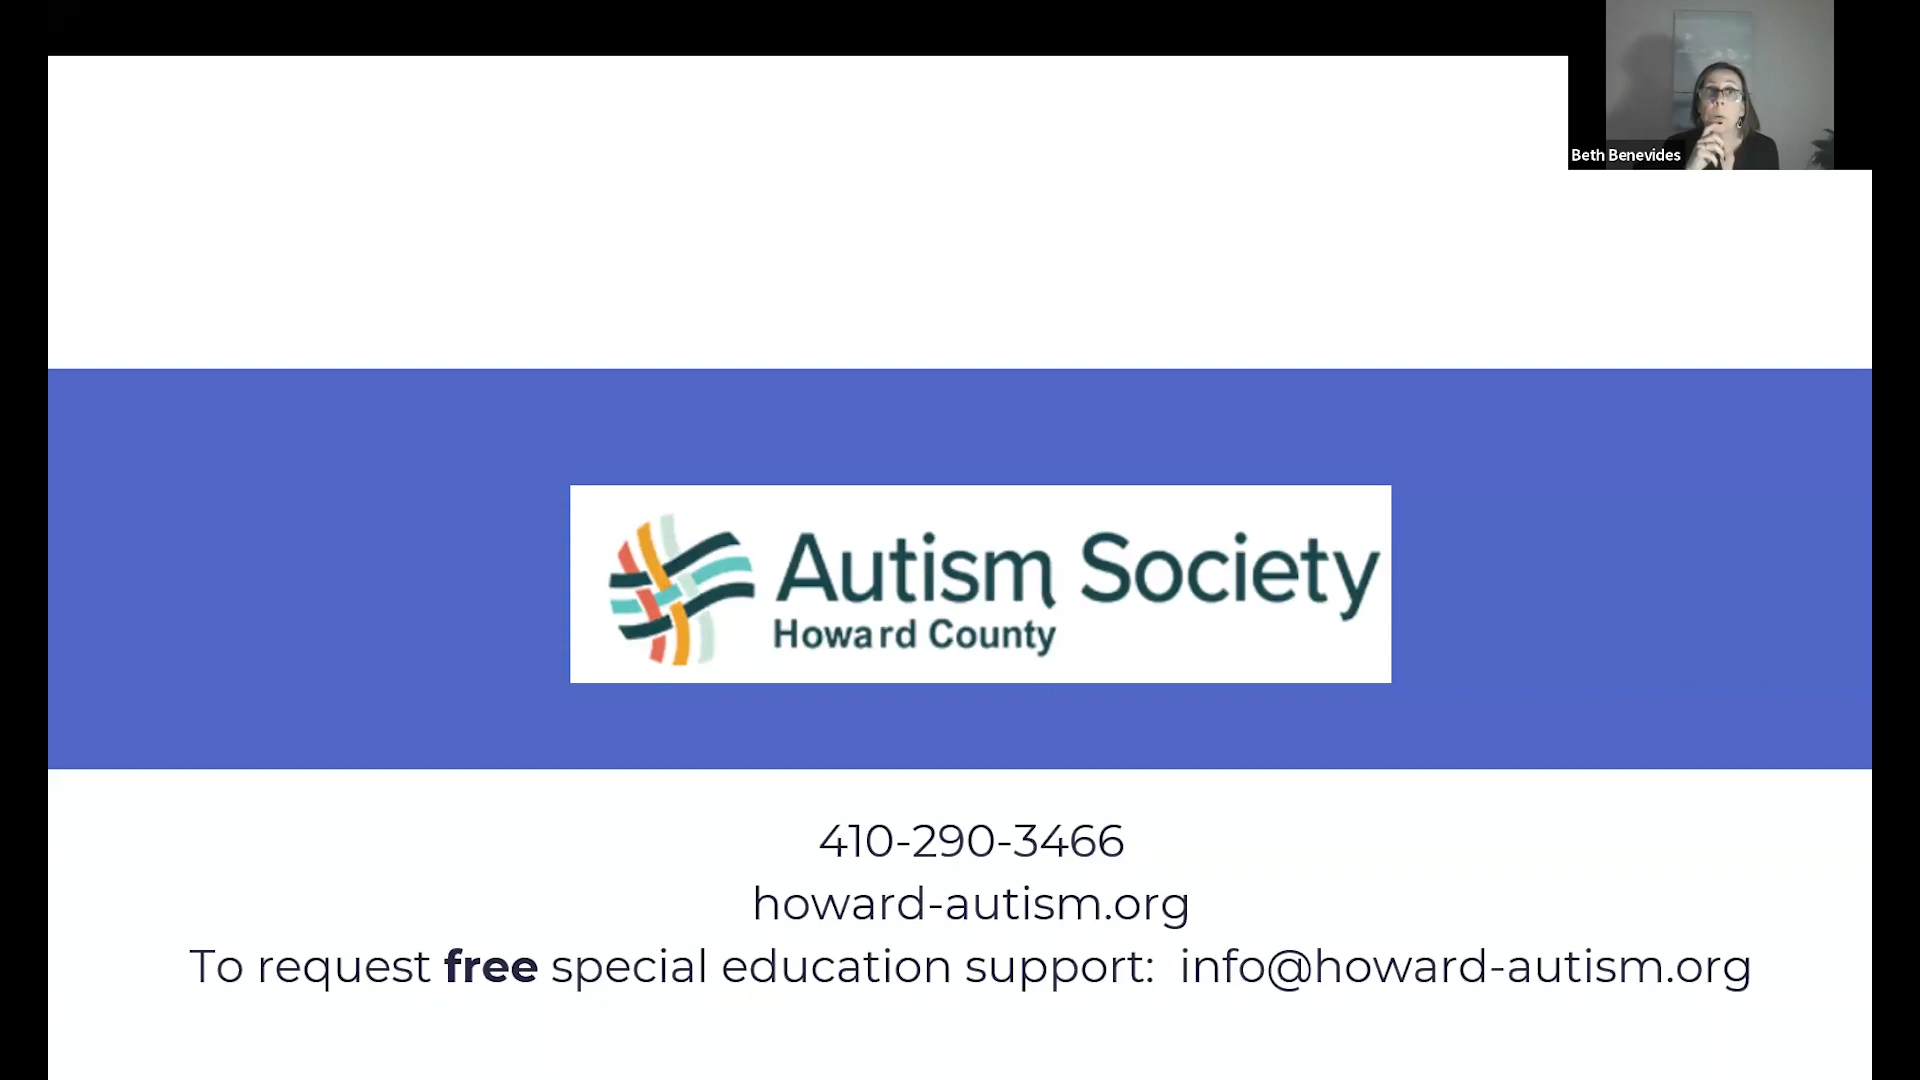 Beth Benevides
Autism Society
Howard County
410-290-3466
howard-autism.org
To request free special education support: info@howard-autism.org